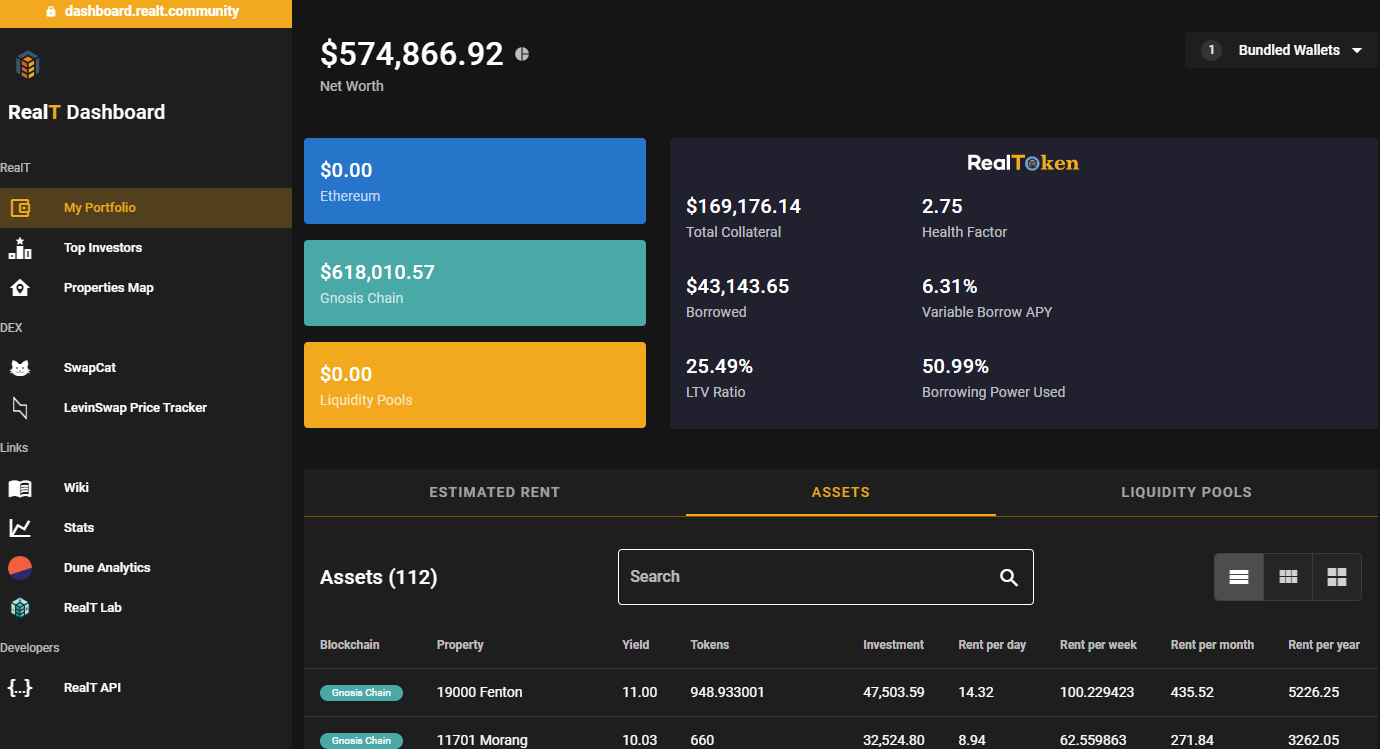 dashboard.realt.community
RealT Dashboard
RealT
My Portfolio
Top Investors
Properties Map
DEX
SwapCat
LevinSwap Price Tracker
Links
Wiki
Stats
Dune Analytics
RealT Lab
Developers
RealT API
$574,866.92
Net Worth
1 Bundled Wallets
$0.00
Ethereum
$618,010.57
Gnosis Chain
$0.00
Liquidity Pools
RealToken
$169,176.14 2.75
Total Collateral Health Factor
$43,143.65 6.31%
Borrowed Variable Borrow APY
25.49% 50.99%
LTV Ratio Borrowing Power Used
ESTIMATED RENT ASSETS LIQUIDITY POOLS
Assets (112) Search
Blockchain Property Yield Tokens Investment Rent per day Rent per week Rent per month Rent per year
Gnosis Chain 19000 Fenton 11.00 948.933001 47,503.59 14.32 100.229423 435.52 5226.25
Gnosis Chain 11701 Morang 10.03 660 32,524.80 8.94 62.559863 271.84 3262.05